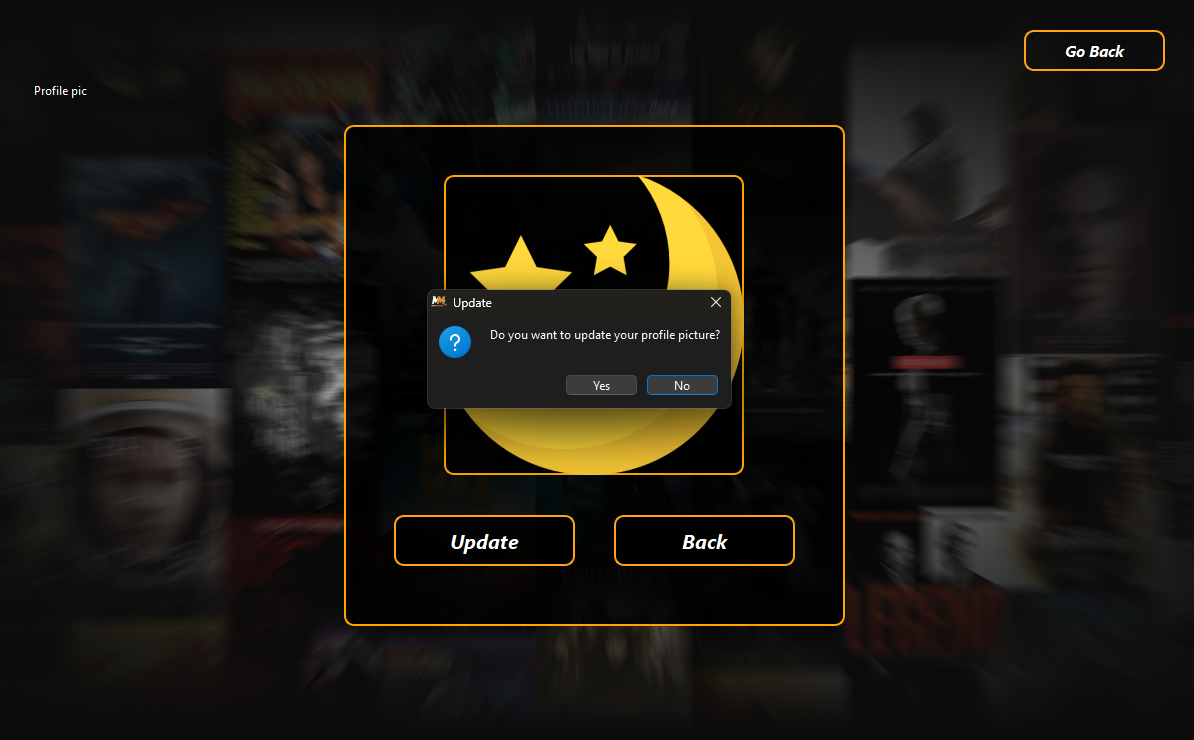 Go Back
Profile pic
Update
Do you want to update your profile picture?
Yes
No
Update
Back